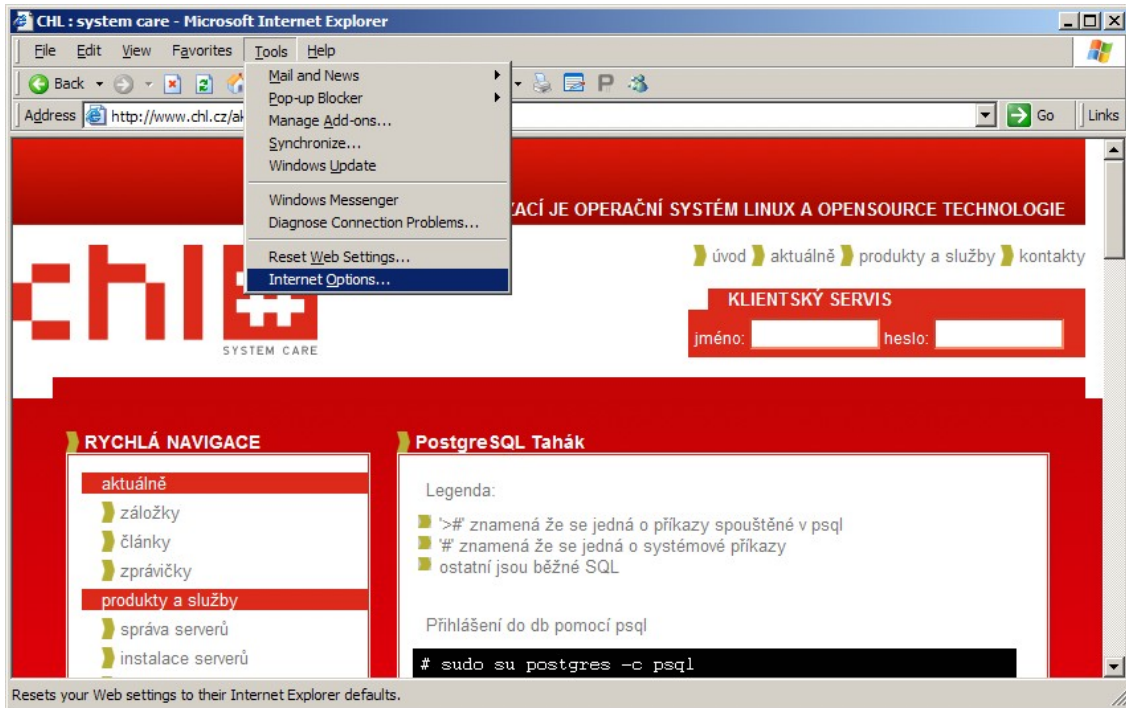 CHL : system care - Microsoft Internet Explorer
File Edit View Favorites Tools Help
Back
Address http://www.chl.cz/ Go Links
Mail and News
Pop-up Blocker
Manage Add-ons...
Synchronize...
Windows Update
Windows Messenger
Diagnose Connection Problems...
Reset Web Settings...
Internet Options...
JE OPERAČNÍ SYSTÉM LINUX A OPENSOURCE TECHNOLOGIE
úvod aktuálně produkty a služby kontakty
chl
SYSTEM CARE
KLIENTSKÝ SERVIS
jméno: heslo:
RYCHLÁ NAVIGACE
aktuálně
záložky
články
zprávičky
produkty a služby
správa serverů
instalace serverů
PostgreSQL Tahák
Legenda:
'>#' znamená že se jedná o příkazy spouštěné v psql
'#' znamená že se jedná o systémové příkazy
ostatní jsou běžné SQL
Přihlášení do db pomocí psql
# sudo su postgres -c psql
Resets your Web settings to their Internet Explorer defaults.